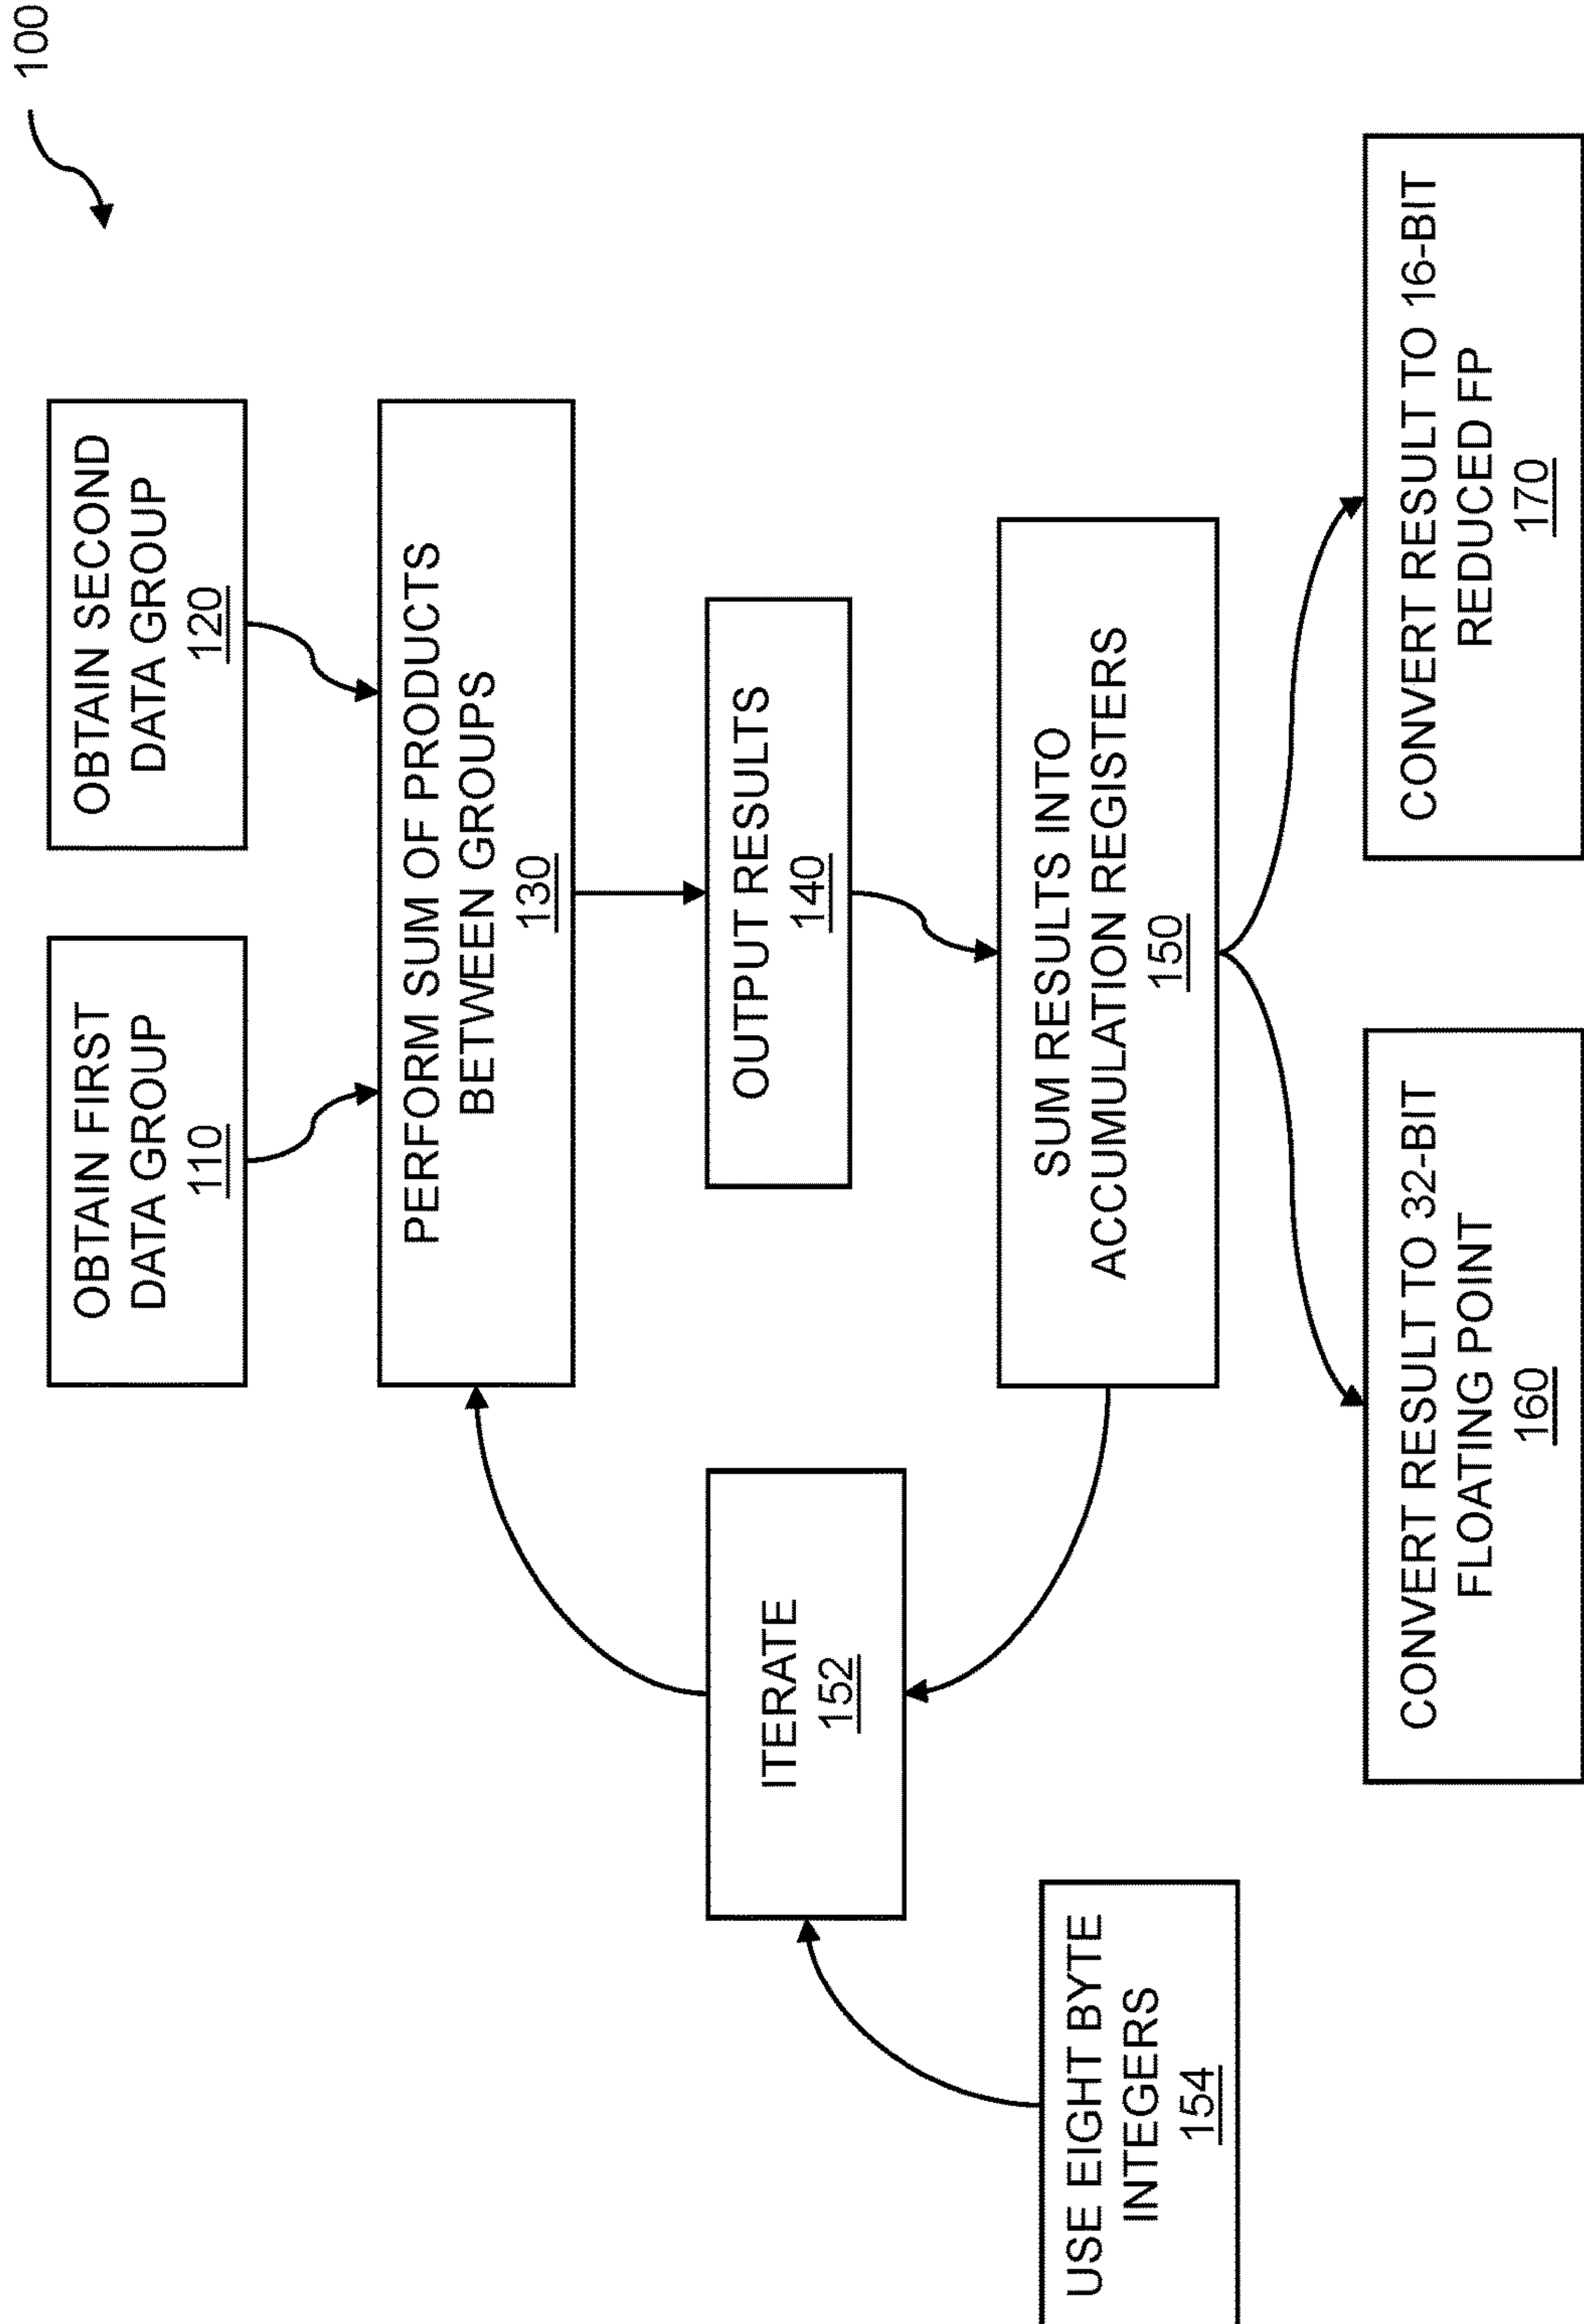 100
OBTAIN FIRST
DATA GROUP
110
OBTAIN SECOND
DATA GROUP
120
PERFORM SUM OF PRODUCTS
BETWEEN GROUPS
130
OUTPUT RESULTS
140
ITERATE
152
SUM RESULTS INTO
ACCUMULATION REGISTERS
150
USE EIGHT BYTE
INTEGERS
154
CONVERT RESULT TO 32-BIT
FLOATING POINT
160
CONVERT RESULT TO 16-BIT
REDUCED FP
170